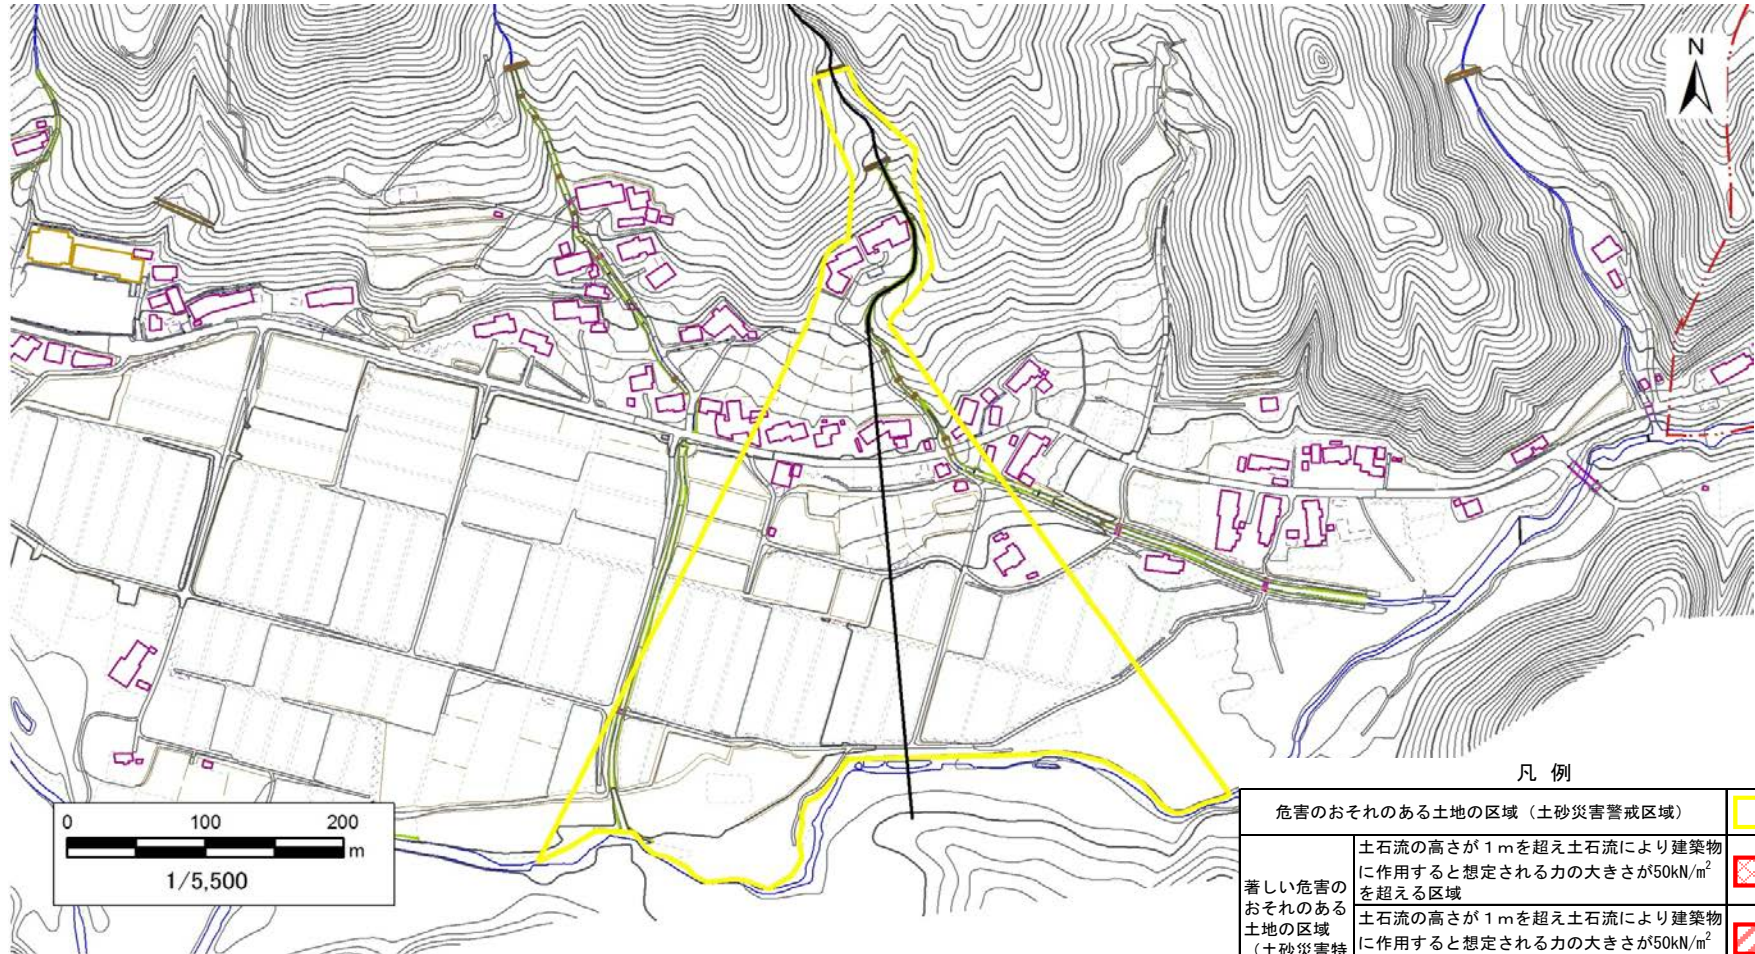 N
0 100 200
m
1/5,500
凡 例
危害のおそれのある土地の区域（土砂災害警戒区域）
著しい危害の
おそれのある
土地の区域
（土砂災害特
土石流の高さが１ｍを超え土石流により建築物
に作用すると想定される力の大きさが50kN/m²
を超える区域
土石流の高さが１ｍを超え土石流により建築物
に作用すると想定される力の大きさが50kN/m²